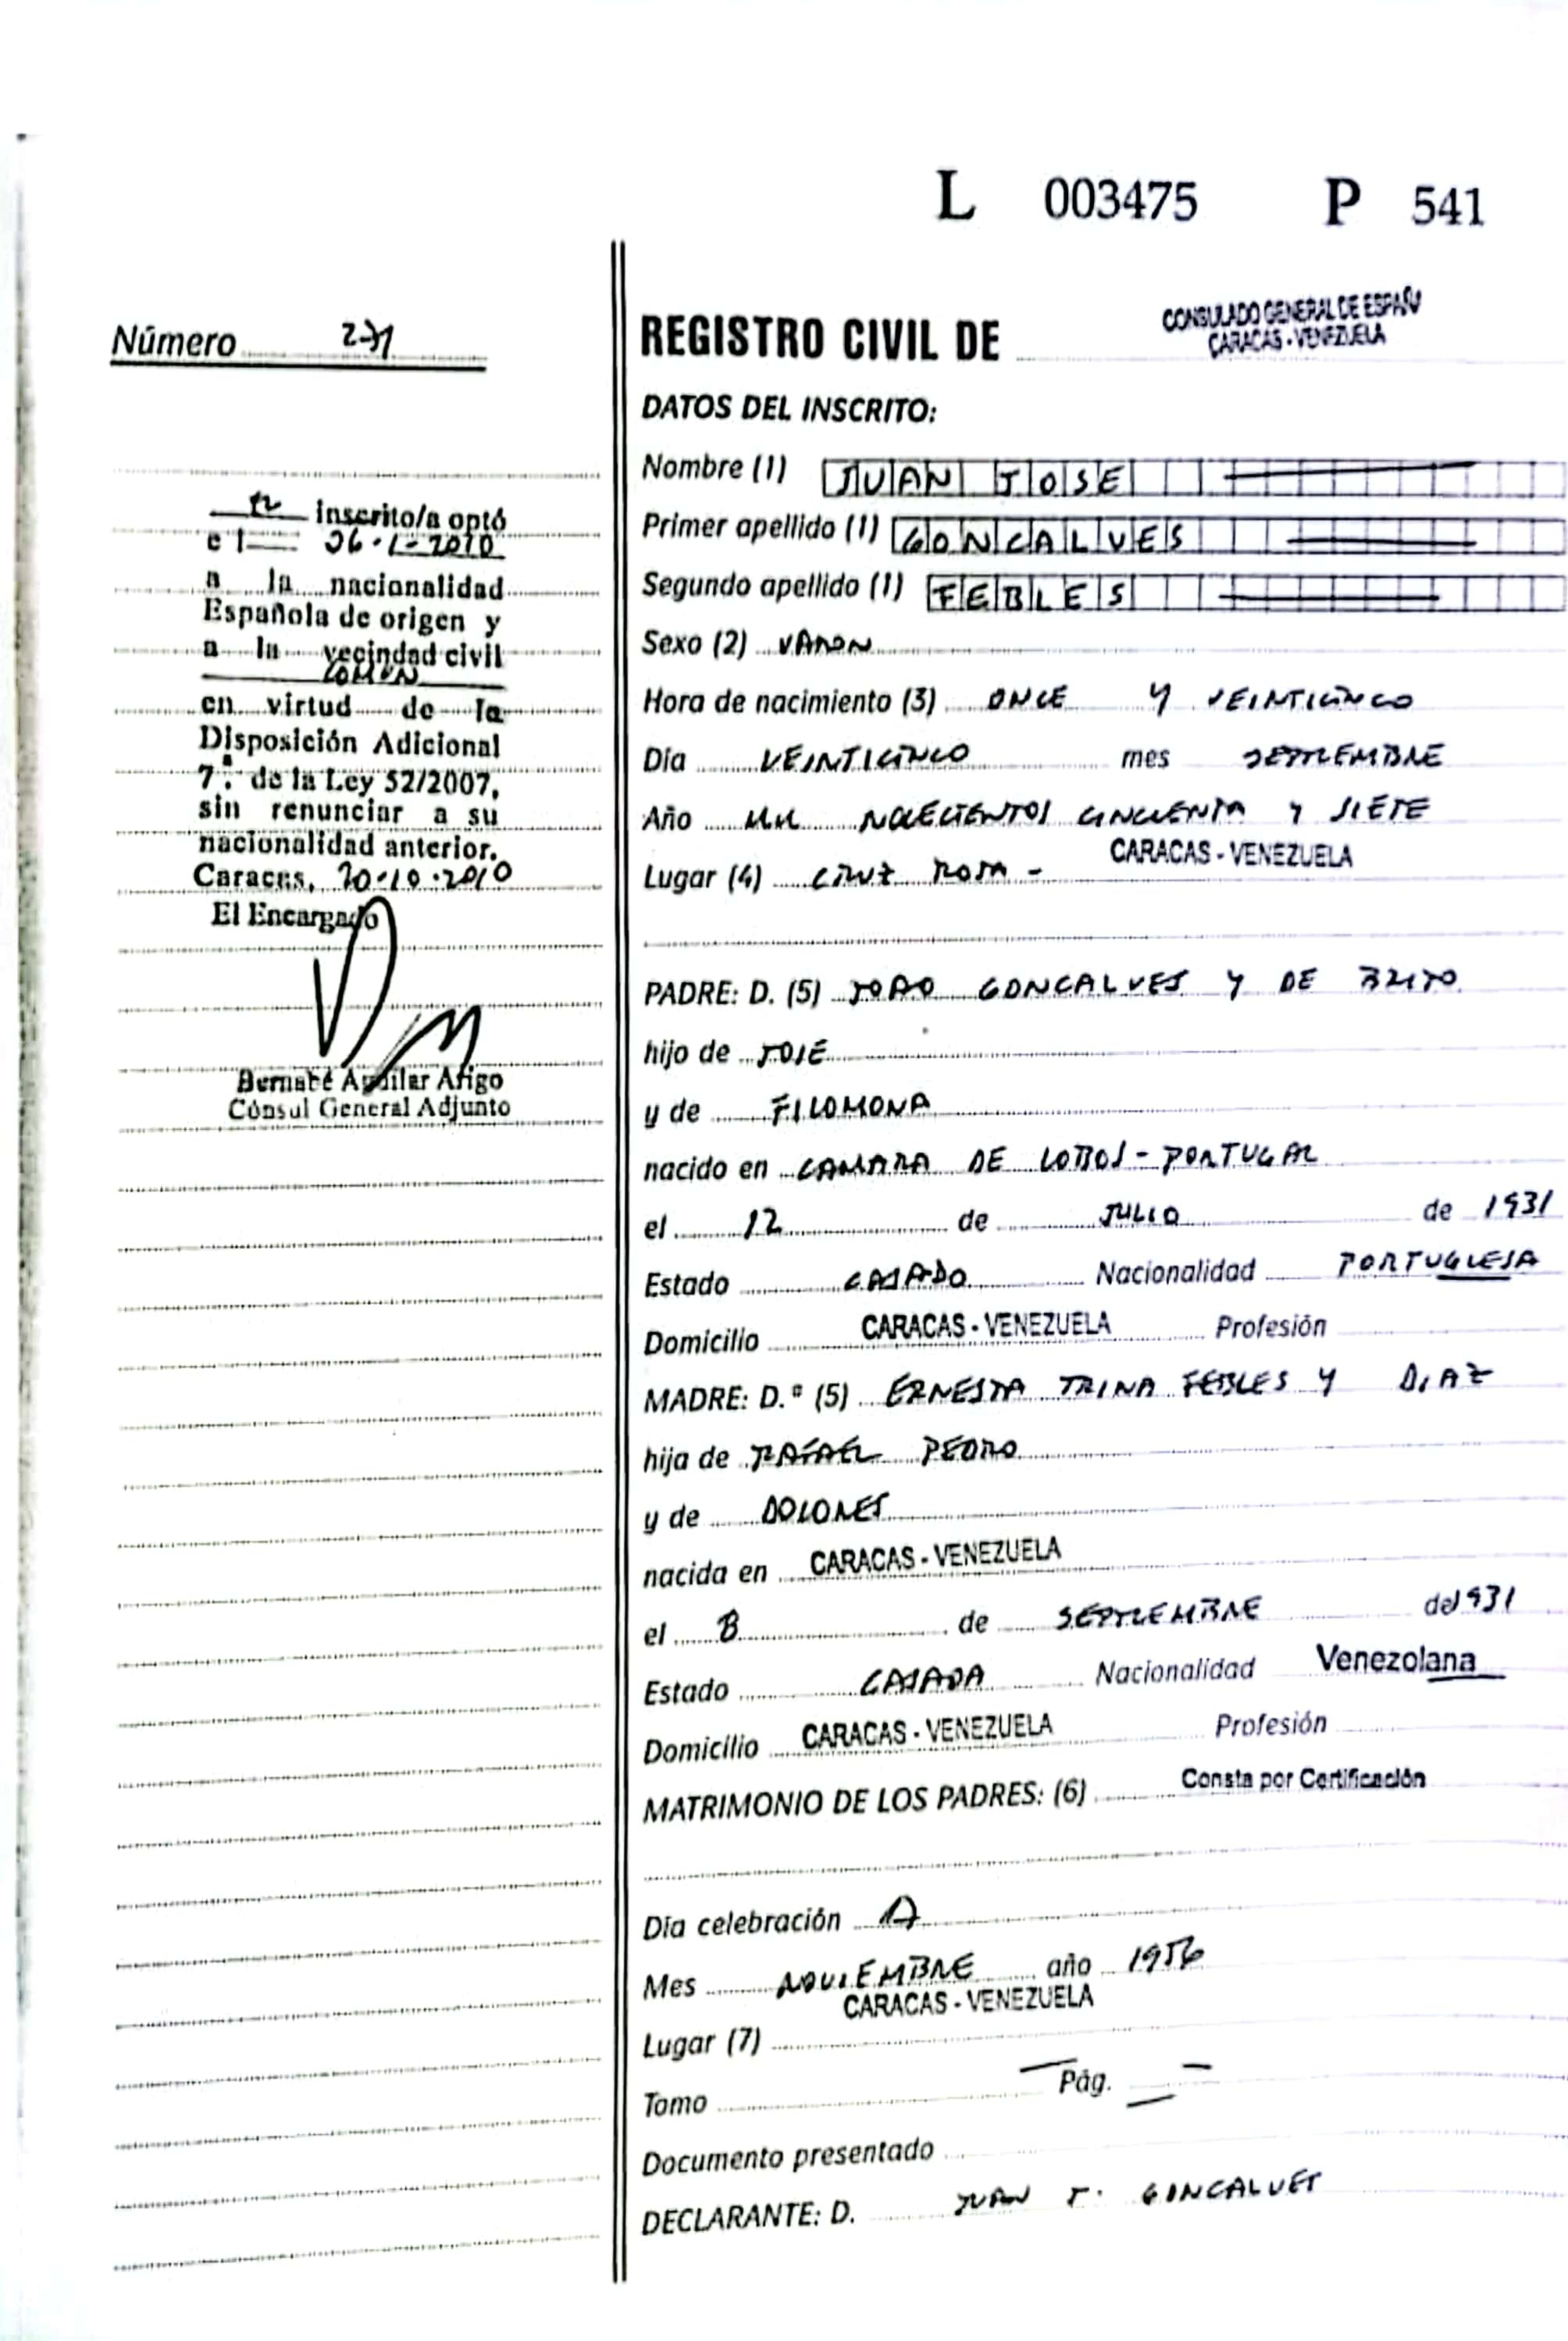 L 003475 P 541
Número
inscrito/a optó
el 26-1-2010
a la nacionalidad
Española de origen y
a la vecindad civil
COMUN
en virtud de la
Disposición Adicional
7ª. de la Ley 52/2007,
sin renunciar a su
nacionalidad anterior.
Caracas, 20-10-2010
El Encargado
Bernabé Aguilar Añgo
Cónsul General Adjunto
REGISTRO CIVIL DE CONSULADO GENERAL DE ESPAÑA
CARACAS - VENEZUELA
DATOS DEL INSCRITO:
Nombre (1) JUAN JOSE
Primer apellido (1) GONCALVES
Segundo apellido (1) FEBLES
Sexo (2) VARON
Hora de nacimiento (3) ONCE Y VEINTICINCO
Día VEINTICINCO mes SEPTIEMBRE
Año MIL NOVECIENTOS CINCUENTA Y SIETE
Lugar (4) CRUZ ROJA - CARACAS - VENEZUELA
PADRE: D. (5) JOAO GONCALVES Y DE BRITO
hijo de JOSE
y de FILOMONA
nacido en CAMARA DE LOBOS - PORTUGAL
el 12 de JULIO de 1931
Estado CASADO Nacionalidad PORTUGUESA
Domicilio CARACAS - VENEZUELA Profesión
MADRE: D.ª (5) ERNESTA TRINA FEBLES Y DIAZ
hija de RAFAEL PEDRO
y de DOLORES
nacida en CARACAS - VENEZUELA
el de SEPTIEMBRE de 1931
Estado CASADA Nacionalidad Venezolana
Domicilio CARACAS - VENEZUELA Profesión
MATRIMONIO DE LOS PADRES: (6) Consta por Certificación
Día celebración
Mes NOVIEMBRE año 1956
CARACAS - VENEZUELA
Lugar (7)
Tomo — Pág. —
Documento presentado
DECLARANTE: D. JUAN J. GONCALVES